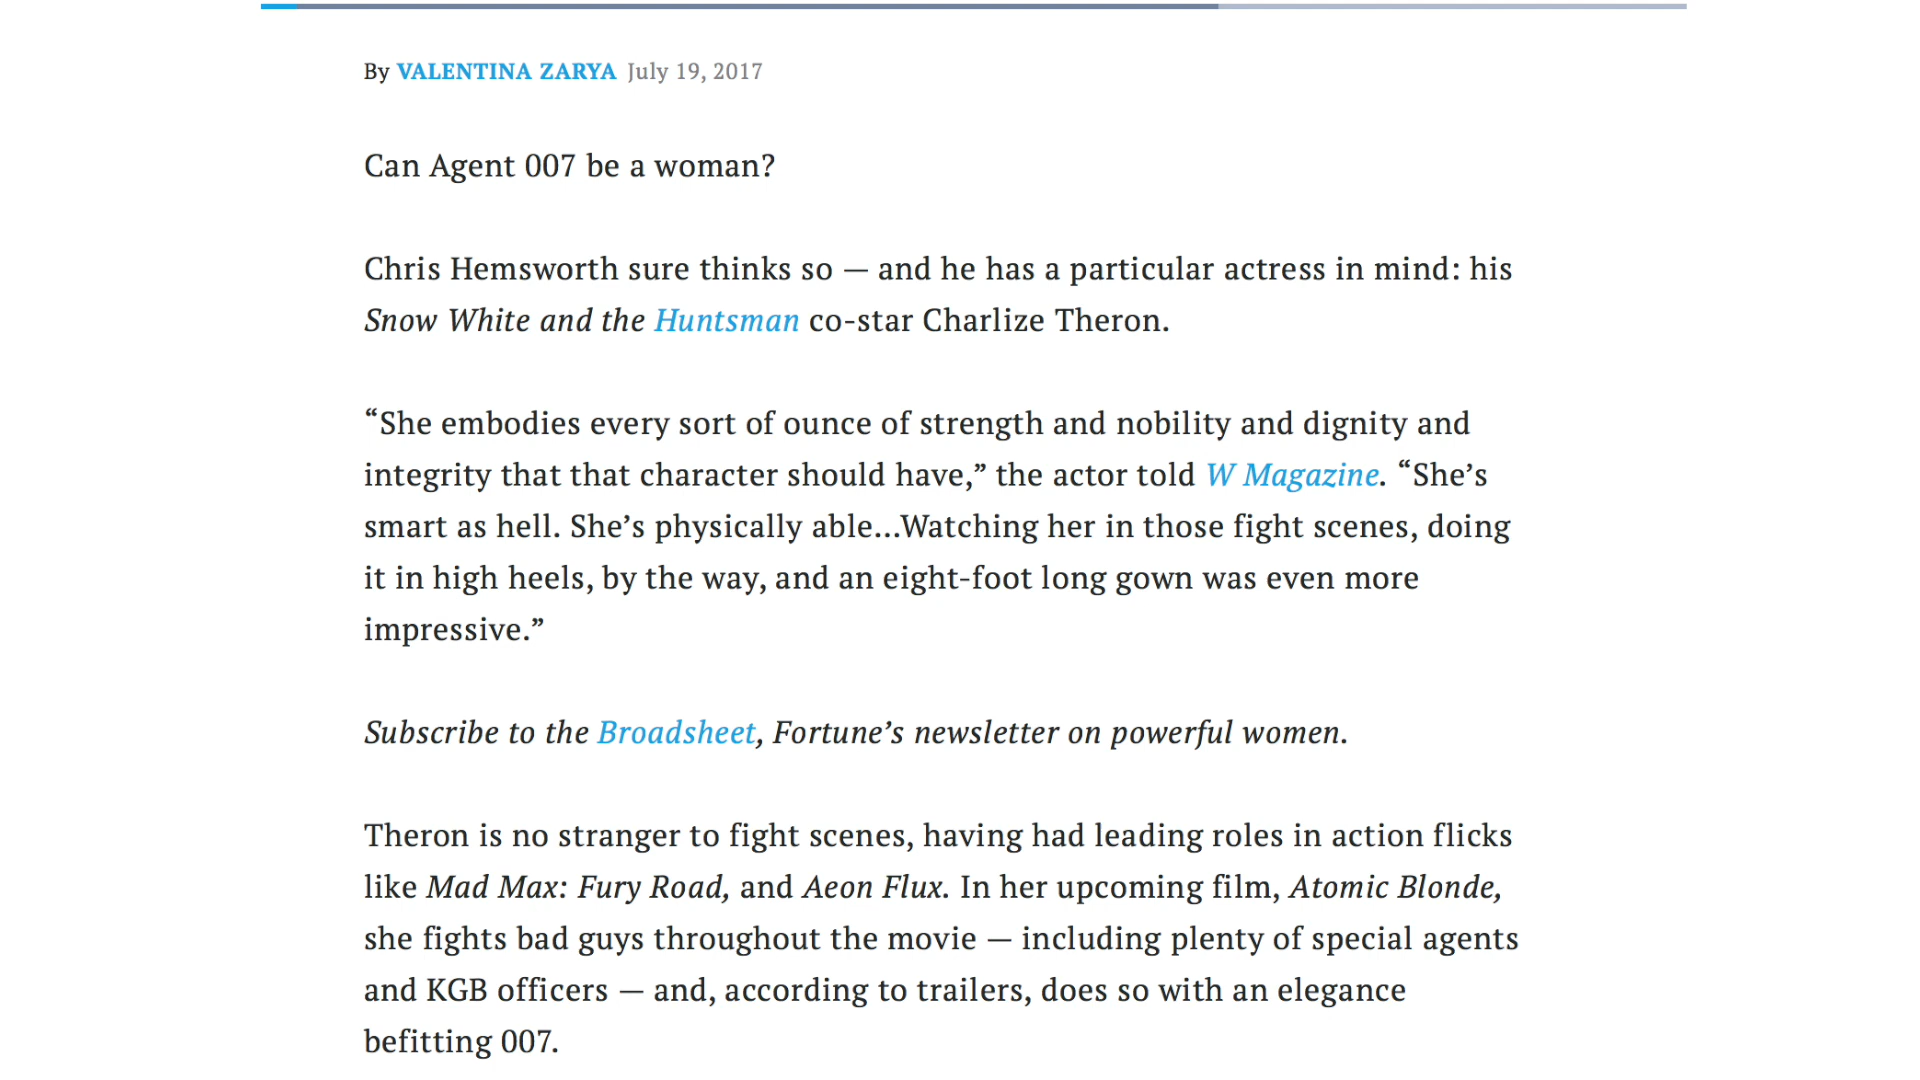 By VALENTINA ZARYA July 19, 2017
Can Agent 007 be a woman?
Chris Hemsworth sure thinks so — and he has a particular actress in mind: his
Snow White and the Huntsman co-star Charlize Theron.
“She embodies every sort of ounce of strength and nobility and dignity and
integrity that that character should have,” the actor told W Magazine. “She’s
smart as hell. She’s physically able...Watching her in those fight scenes, doing
it in high heels, by the way, and an eight-foot long gown was even more
impressive.”
Subscribe to the Broadsheet, Fortune’s newsletter on powerful women.
Theron is no stranger to fight scenes, having had leading roles in action flicks
like Mad Max: Fury Road, and Aeon Flux. In her upcoming film, Atomic Blonde,
she fights bad guys throughout the movie — including plenty of special agents
and KGB officers — and, according to trailers, does so with an elegance
befitting 007.